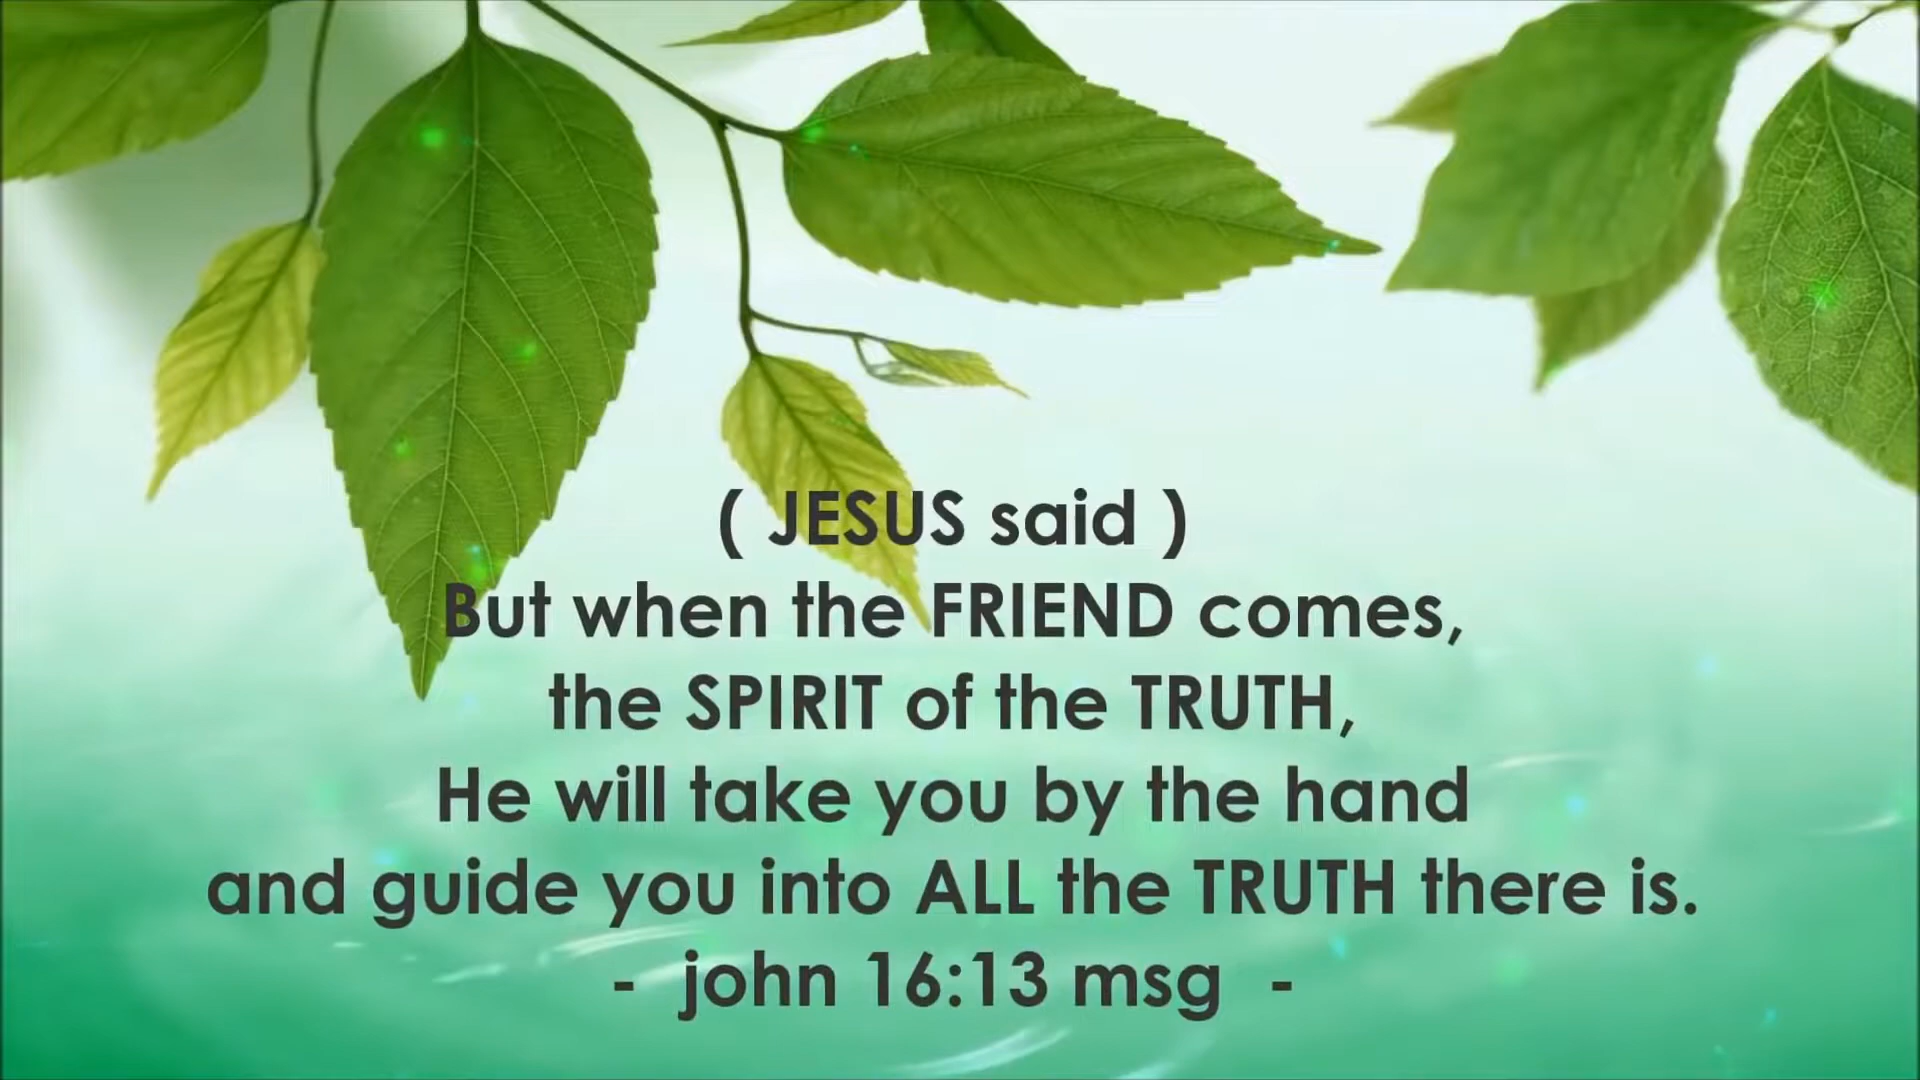 ( JESUS said )
But when the FRIEND comes,
the SPIRIT of the TRUTH,
He will take you by the hand
and guide you into ALL the TRUTH there is.
- john 16:13 msg -